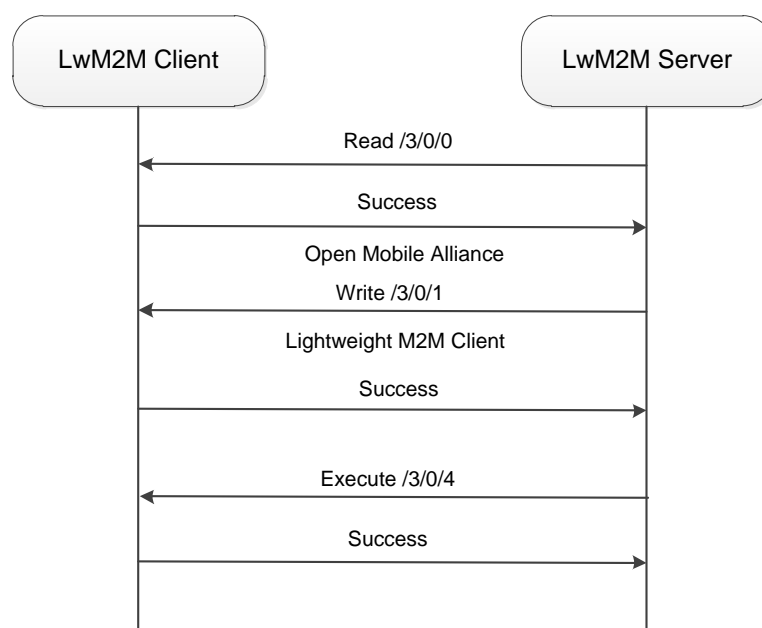 LwM2M Client
LwM2M Server
Read /3/0/0
Success
Open Mobile Alliance
Write /3/0/1
Lightweight M2M Client
Success
Execute /3/0/4
Success